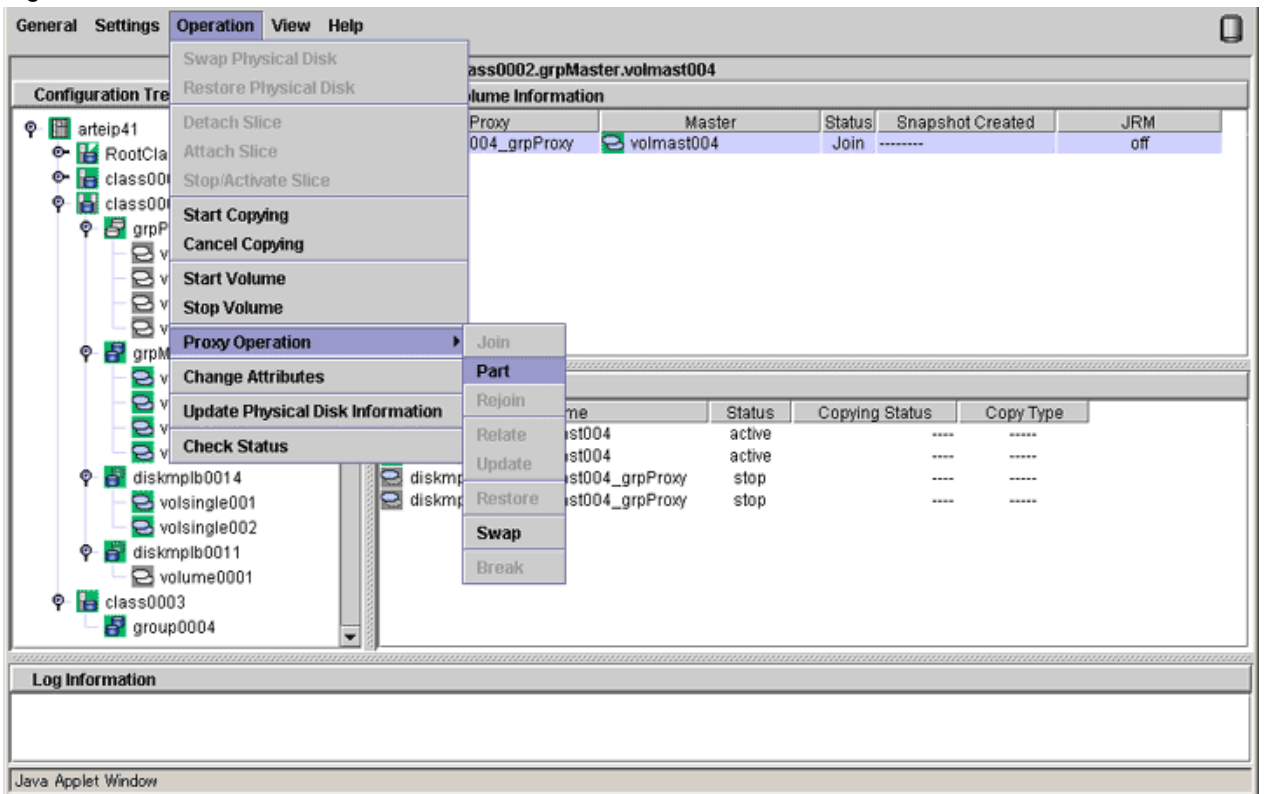 General Settings Operation View Help
ass0002.grpMaster.volmast004
Configuration Tre
lume Information
Proxy Master Status Snapshot Created JRM
004_grpProxy volmast004 Join -------- off
arteip41
RootCla
class00
class00
grpP
v
v
v
v
grpM
v
v
v
v
diskmplb0014
volsingle001
volsingle002
diskmplb0011
volume0001
class0003
group0004
Swap Physical Disk
Restore Physical Disk
Detach Slice
Attach Slice
Stop/Activate Slice
Start Copying
Cancel Copying
Start Volume
Stop Volume
Proxy Operation
Change Attributes
Update Physical Disk Information
Check Status
Join
Part
Rejoin
Relate
Update
Restore
Swap
Break
me Status Copying Status Copy Type
st004 active ---- -----
st004 active ---- -----
diskmp st004_grpProxy stop ---- -----
diskmp st004_grpProxy stop ---- -----
Log Information
Java Applet Window